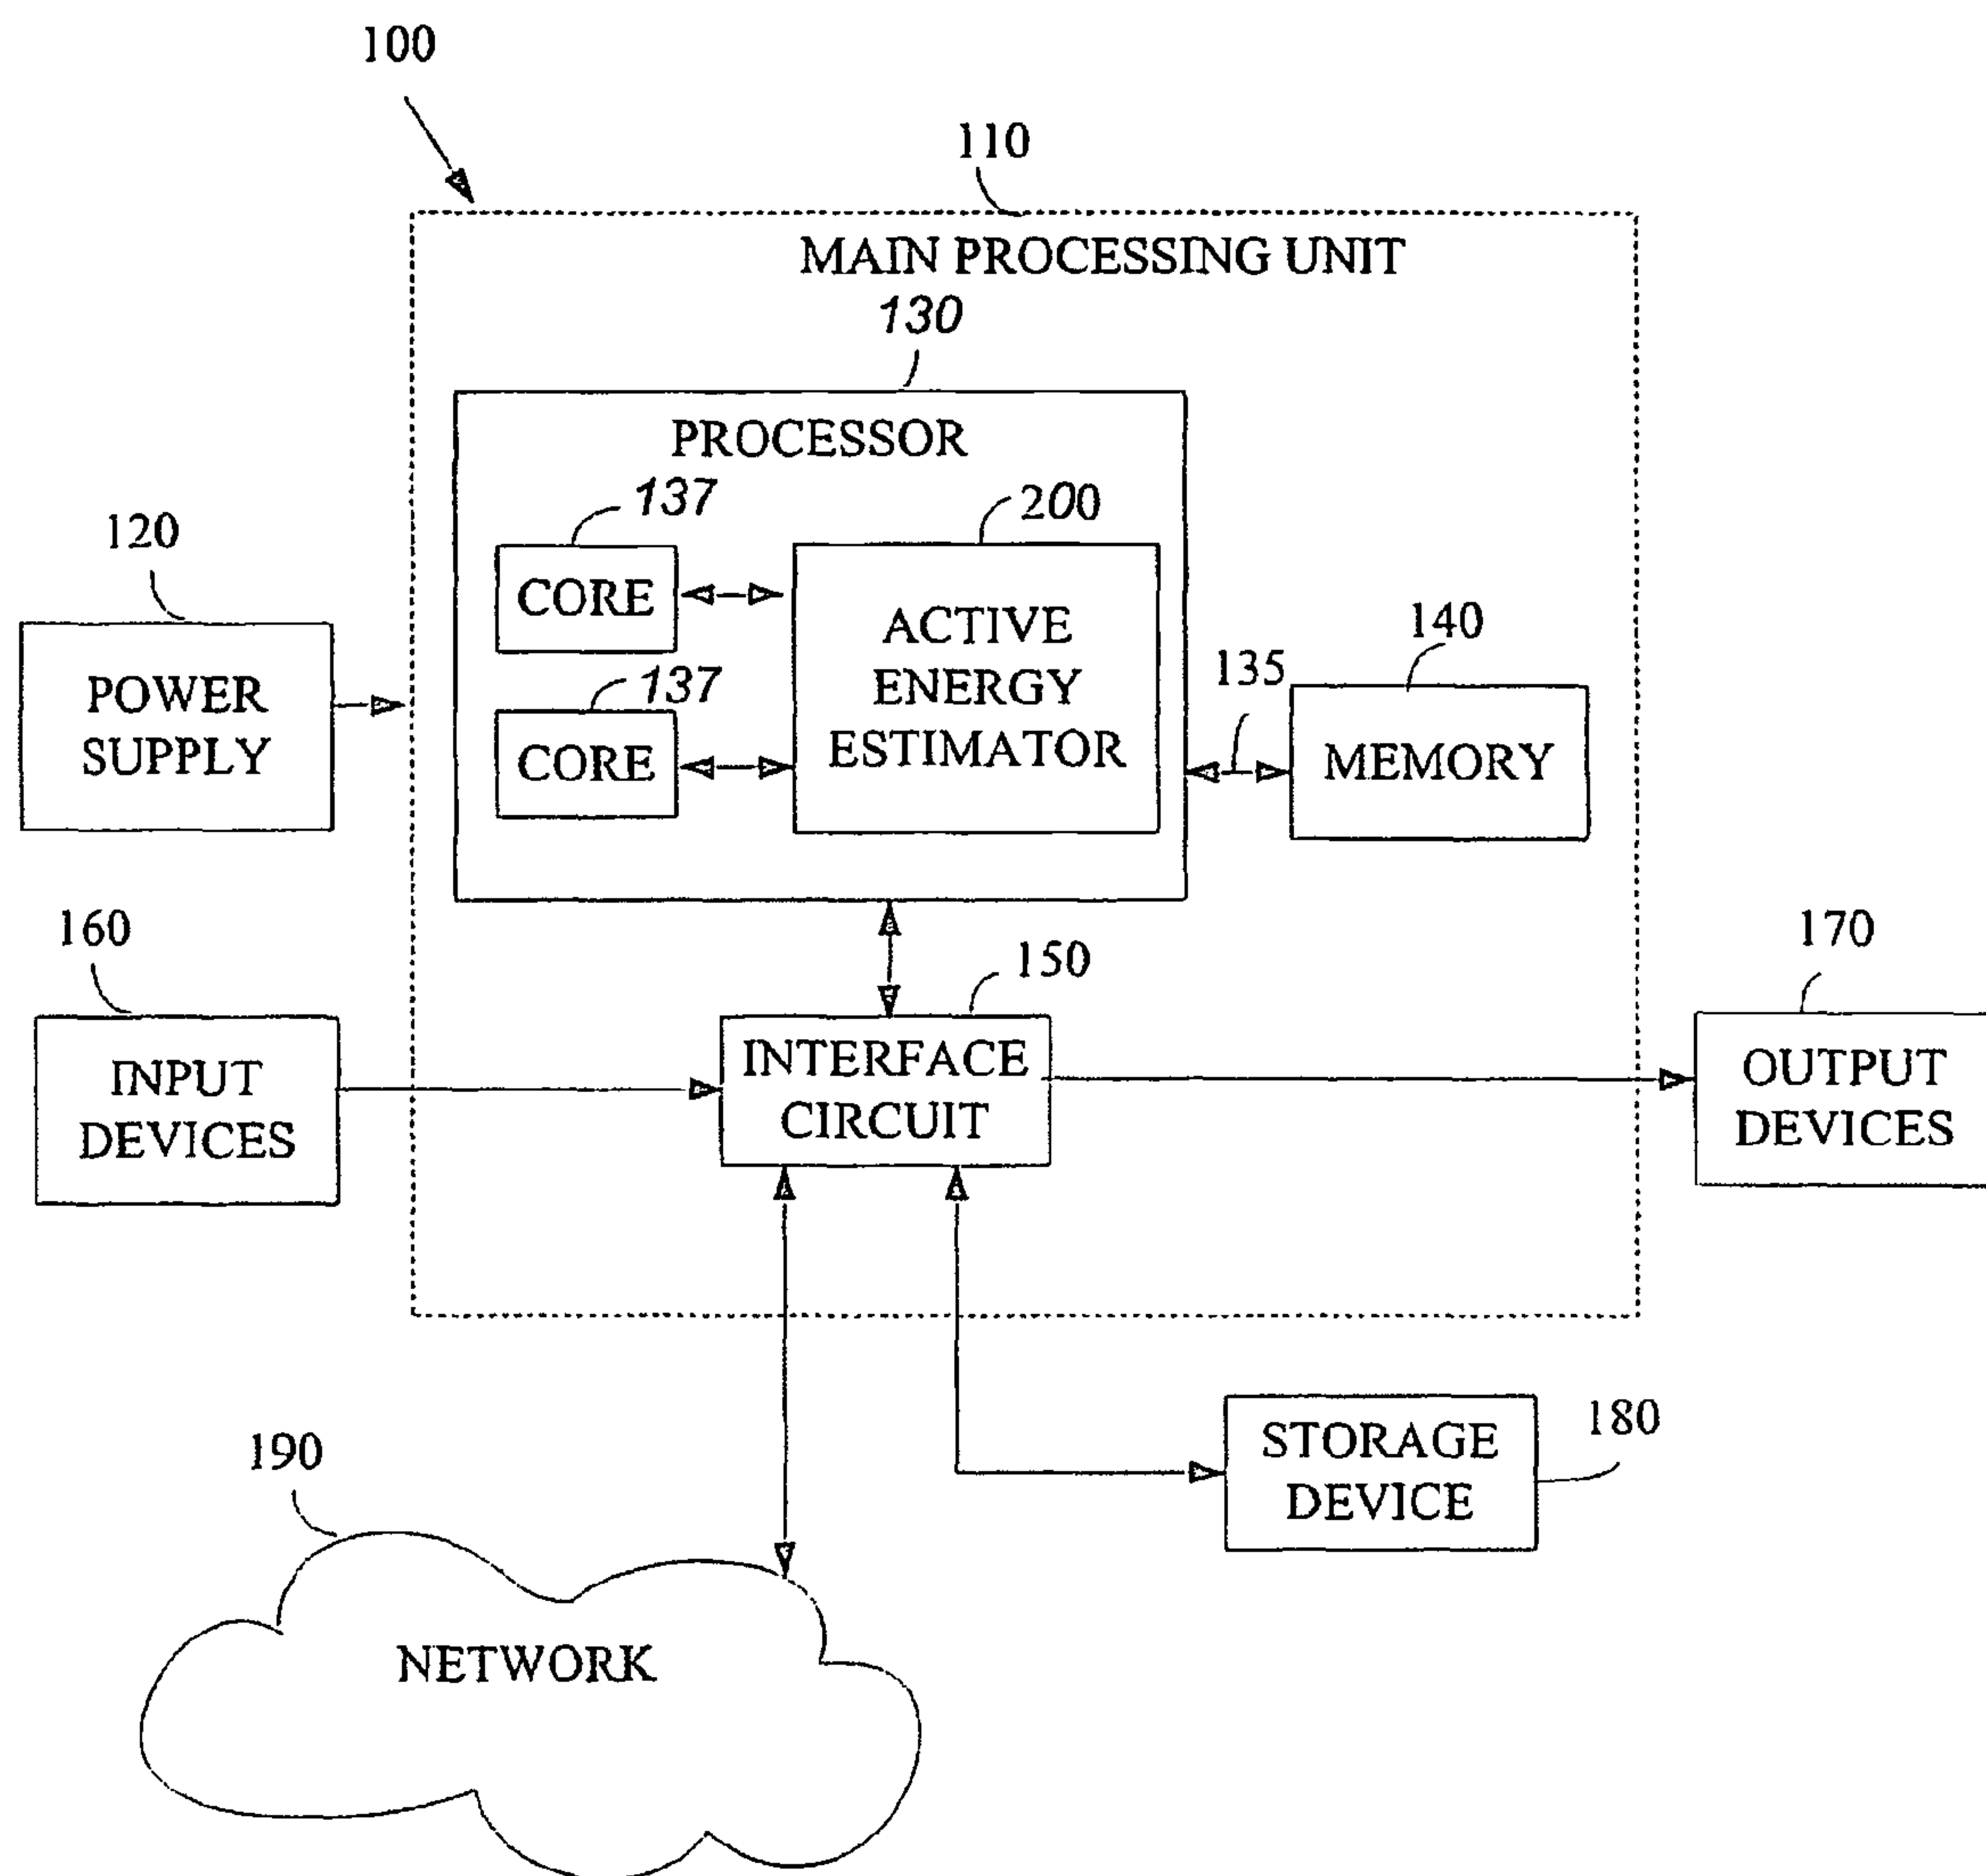 100
110
MAIN PROCESSING UNIT
130
PROCESSOR
137
200
CORE
ACTIVE
ENERGY
ESTIMATOR
137
CORE
120
POWER
SUPPLY
135
140
MEMORY
160
INPUT
DEVICES
150
INTERFACE
CIRCUIT
170
OUTPUT
DEVICES
180
STORAGE
DEVICE
190
NETWORK